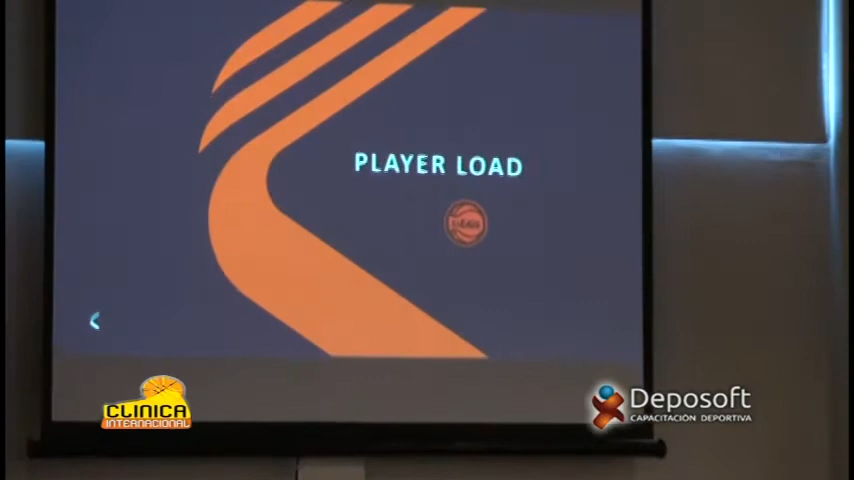 PLAYER LOAD
CLINICA
INTERNACIONAL
Deposoft
CAPACITACIÓN DEPORTIVA